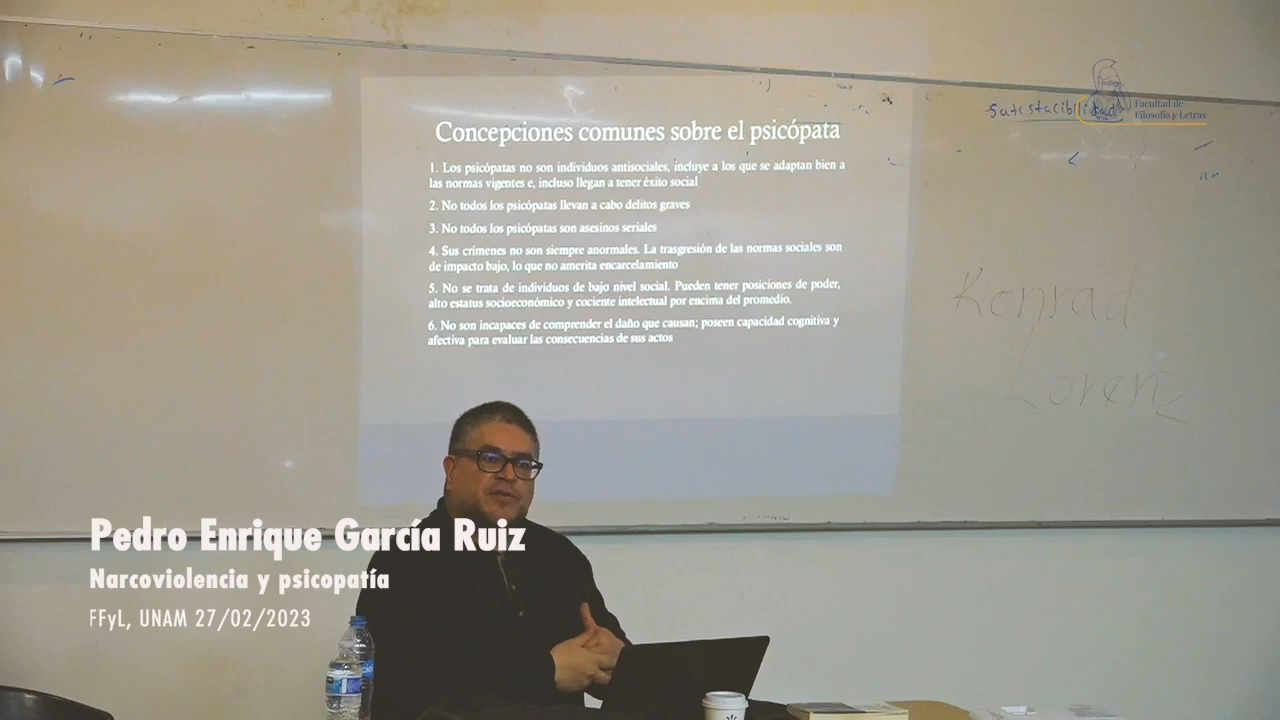 Concepciones comunes sobre el psicópata
1. Los psicópatas no son individuos antisociales, incluye a los que se adaptan bien a
las normas vigentes e, incluso llegan a tener éxito social
2. No todos los psicópatas llevan a cabo delitos graves
3. No todos los psicópatas son asesinos seriales
4. Sus crímenes no son siempre anormales. La trasgresión de las normas sociales son
de impacto bajo, lo que no amerita encarcelamiento
5. No se trata de individuos de bajo nivel social. Pueden tener posiciones de poder,
alto estatus socioeconómico y cociente intelectual por encima del promedio.
6. No son incapaces de comprender el daño que causan; poseen capacidad cognitiva y
afectiva para evaluar las consecuencias de sus actos
Facultad de
Filosofía y Letras
Konrad
Lorenz
Pedro Enrique García Ruiz
Narcoviolencia y psicopatía
FFyL, UNAM 27/02/2023